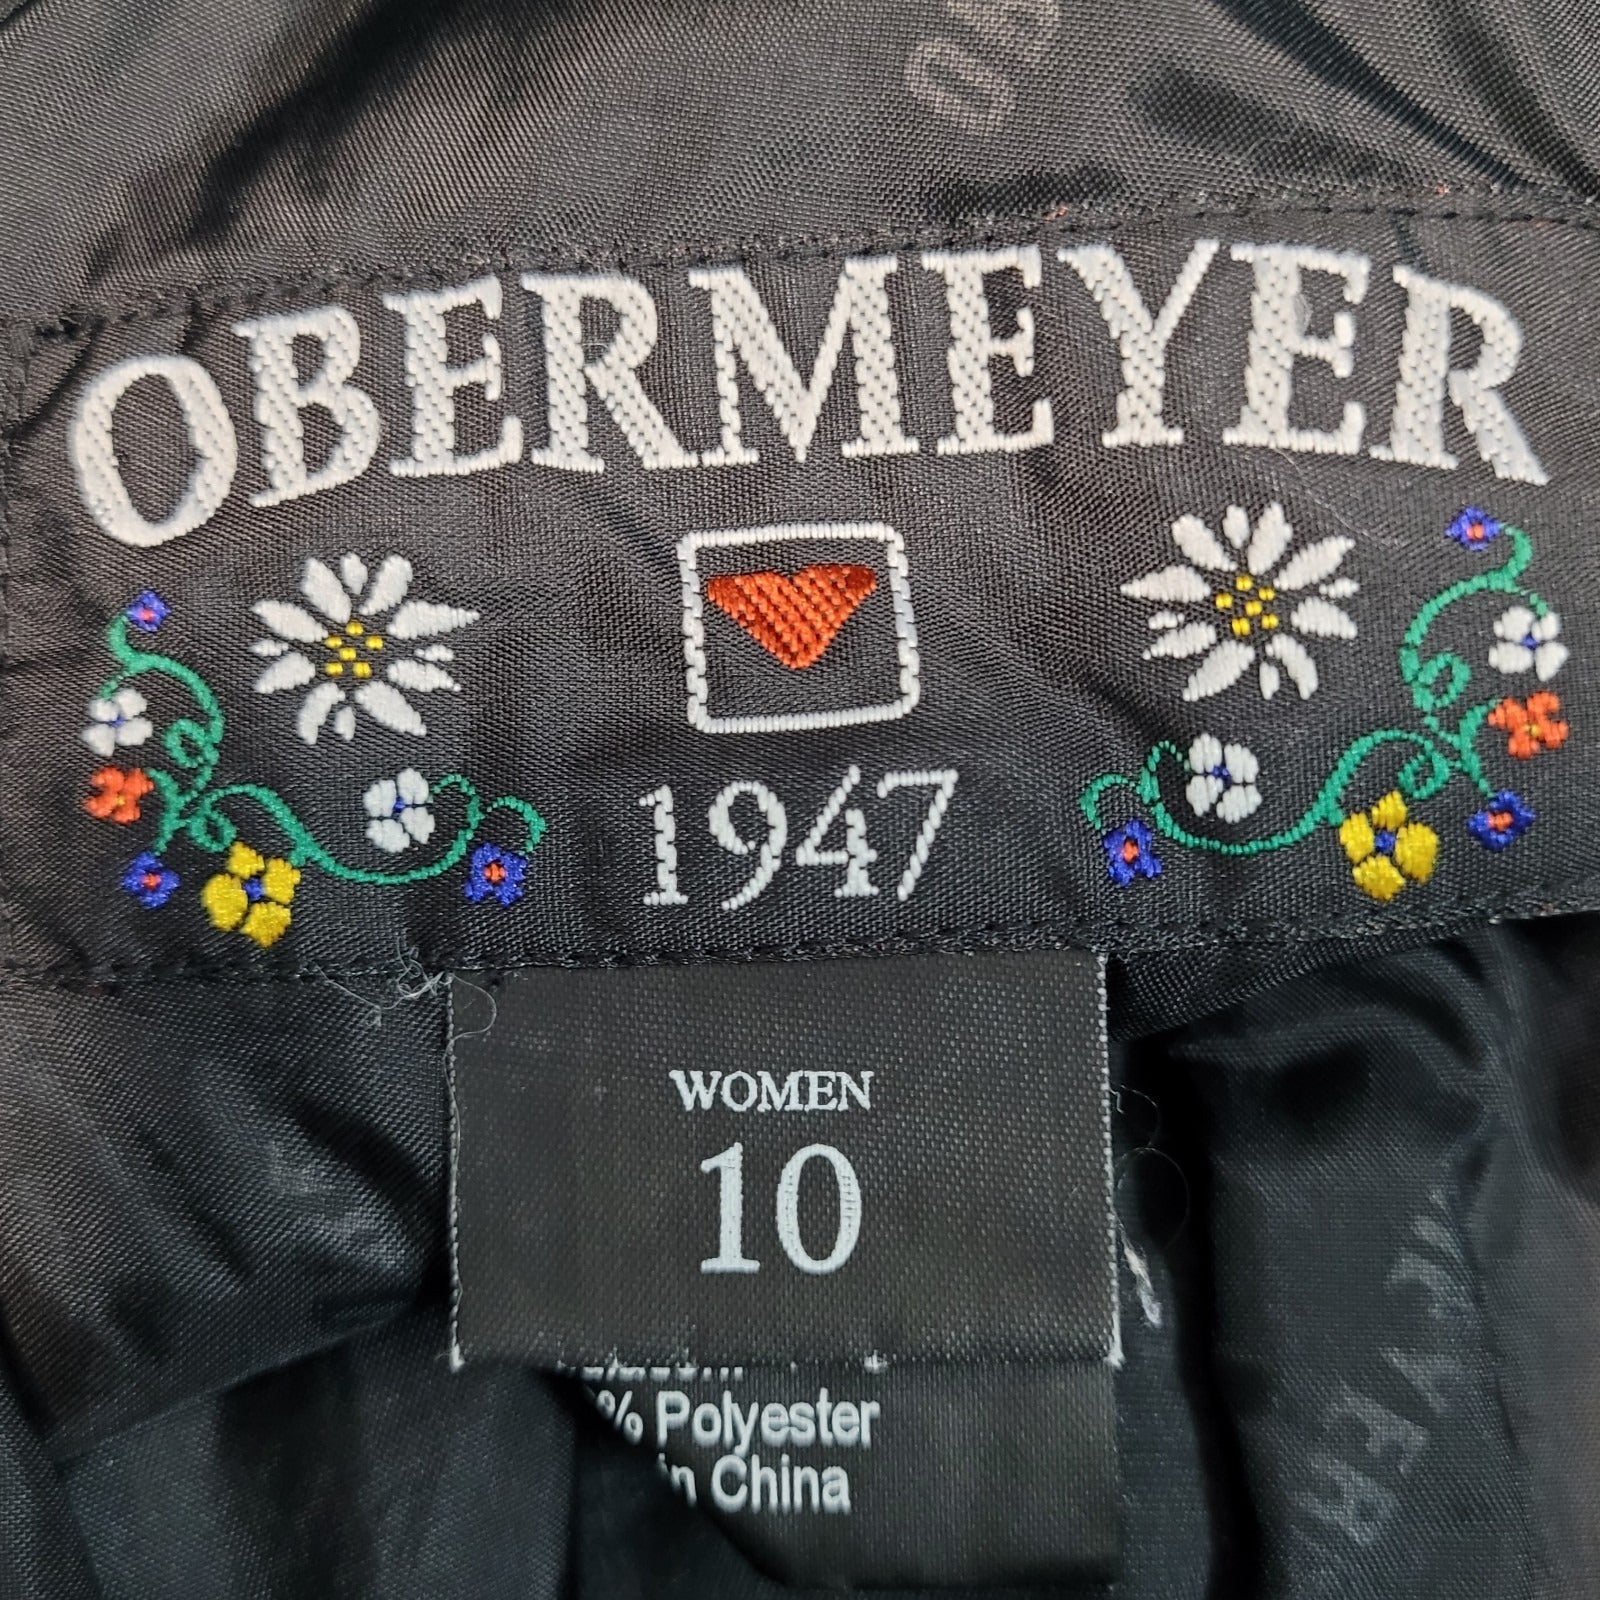 OBERMEYER
1947
WOMEN
10
% Polyester
in China